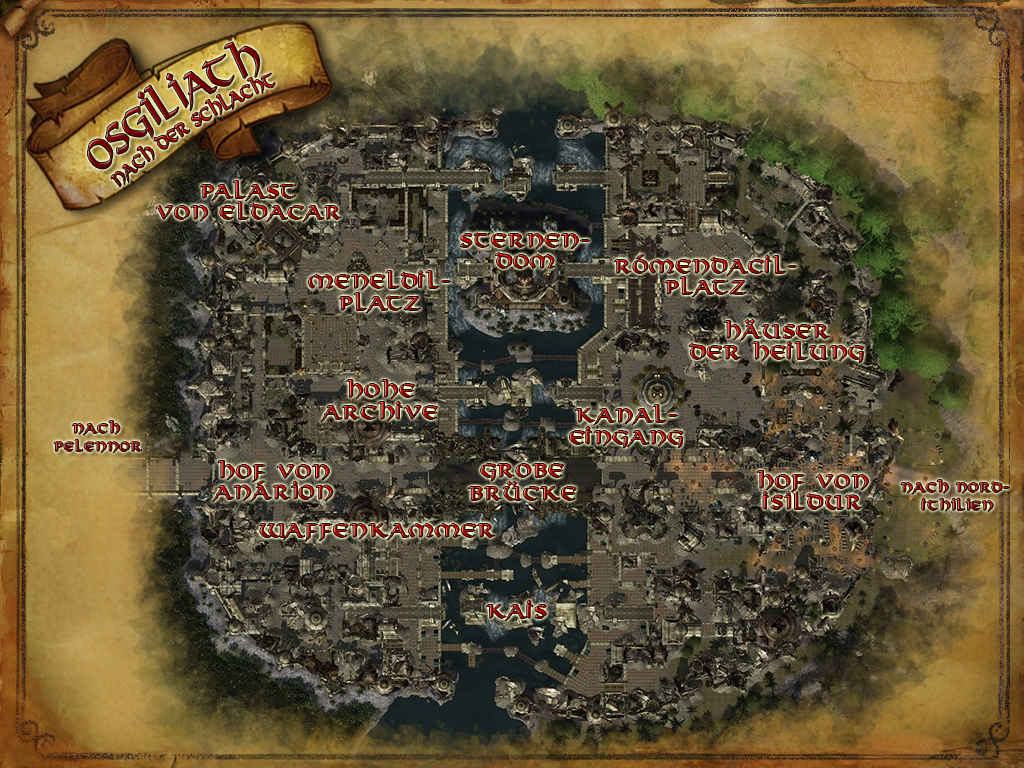 OSGILIATH
NACH DER SCHLACHT
PALAST
VON ELDACAR
STERNEN-
DOM
MENELDIL-
PLATZ
RÓMENDACIL-
PLATZ
HÄUSER
DER HEILUNG
HOHE
ARCHIVE
KANAL-
EINGANG
NACH
PELENNOR
HOF VON
ANÁRION
GROBE
BRÜCKE
HOF VON
ISILDUR
NACH NORD-
ITHILIEN
WAFFENKAMMER
KAIS